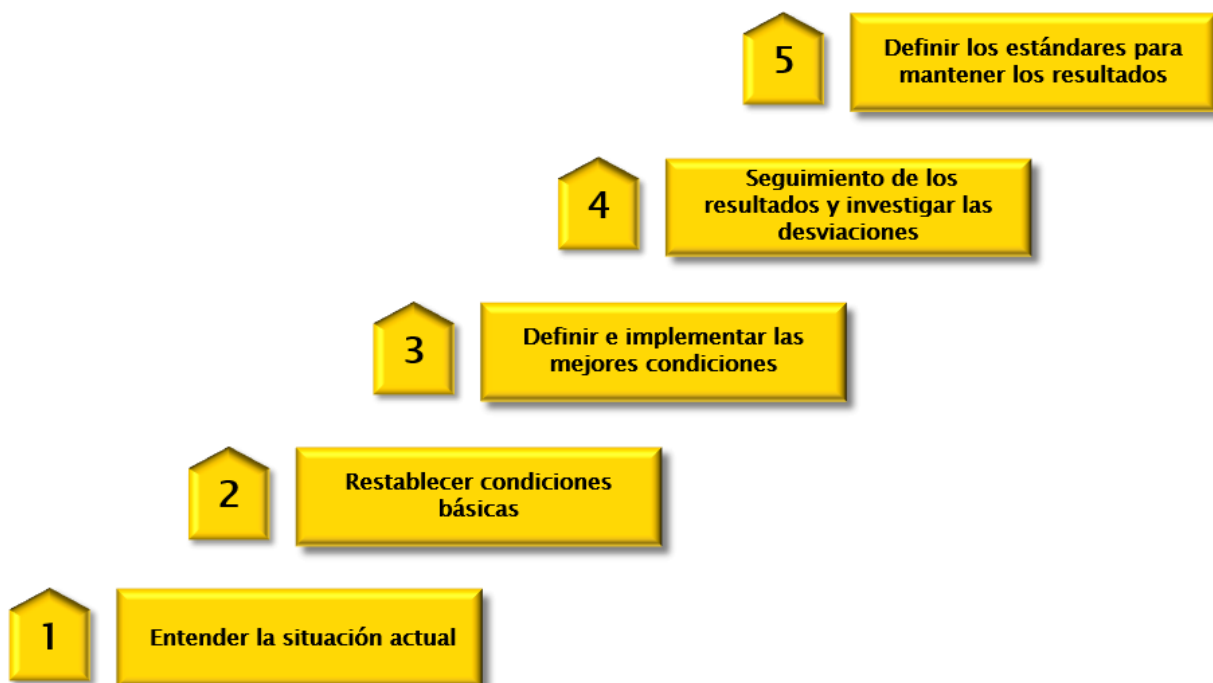 5
Definir los estándares para
mantener los resultados
4
Seguimiento de los
resultados y investigar las
desviaciones
3
Definir e implementar las
mejores condiciones
2
Restablecer condiciones
básicas
1
Entender la situación actual